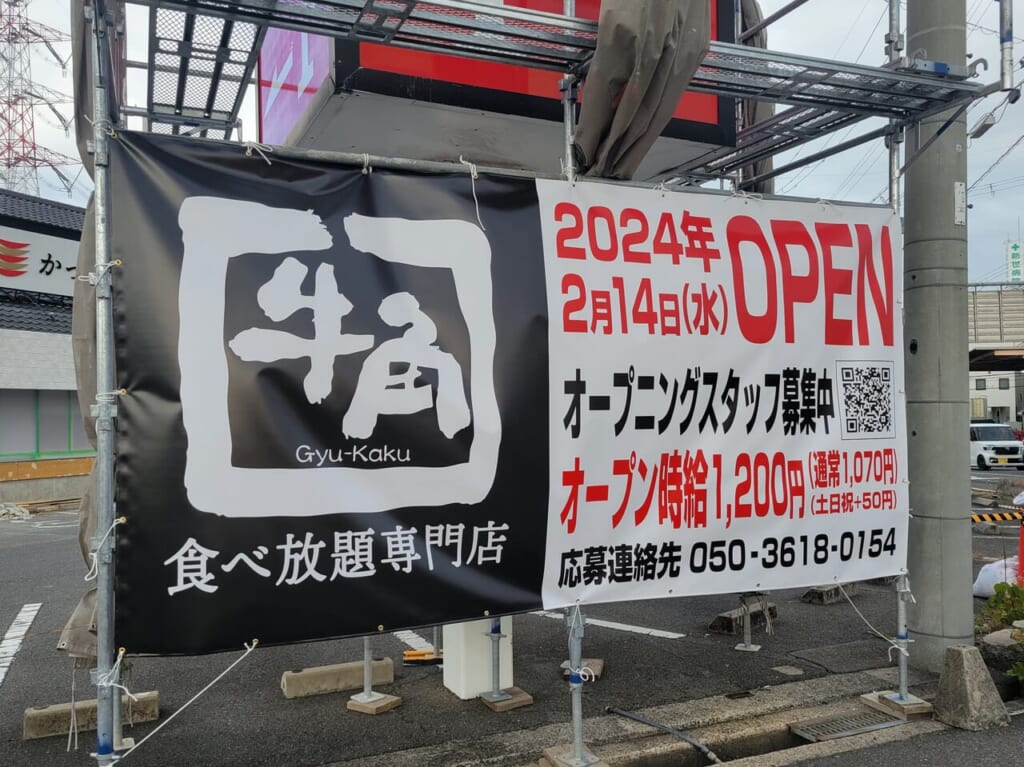 牛角
Gyu-Kaku
食べ放題専門店
2024年
2月14日(水)
OPEN
オープニングスタッフ募集中
オープン時給1,200円
(通常1,070円)
(土日祝+50円)
応募連絡先 050-3618-0154
かつ